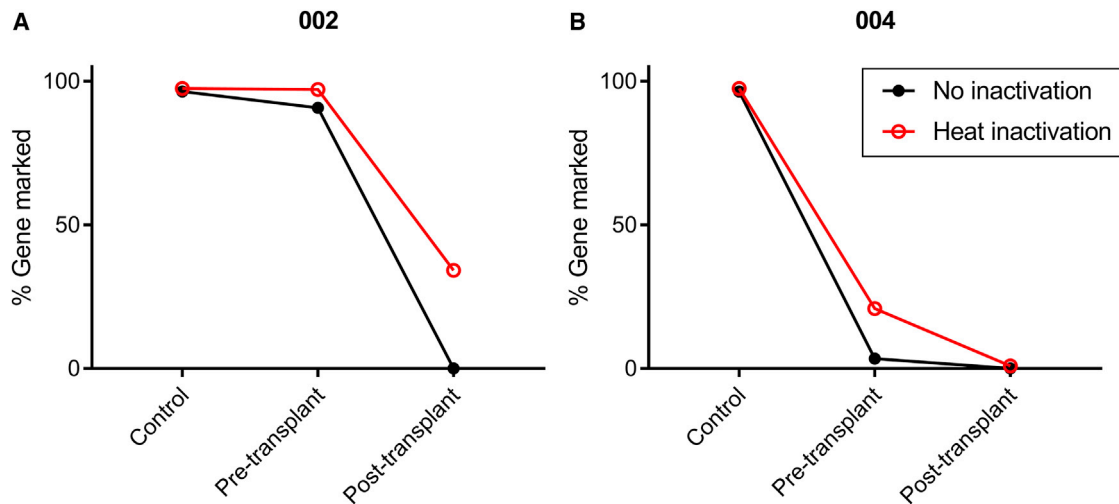 A
002
% Gene marked
100
50
0
Control
Pre-transplant
Post-transplant
B
004
% Gene marked
100
50
0
Control
Pre-transplant
Post-transplant
No inactivation
Heat inactivation